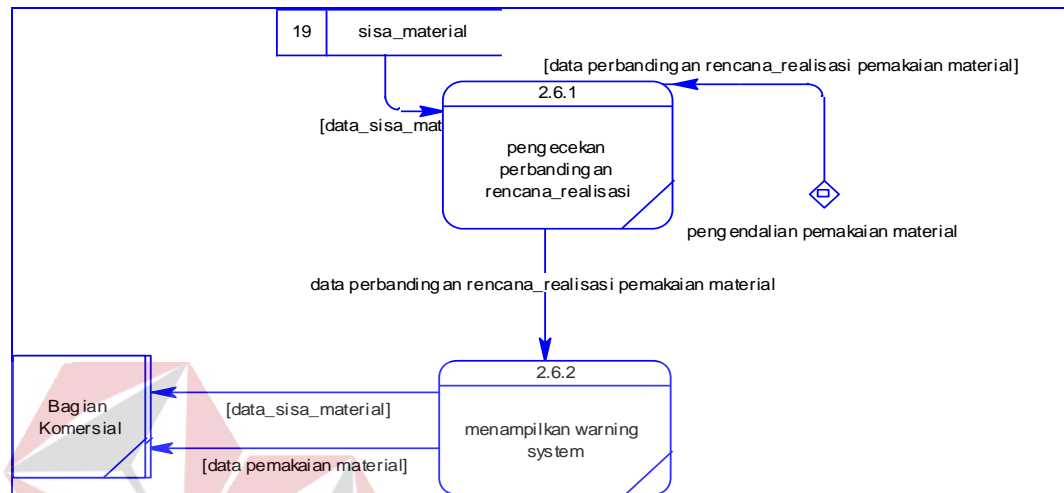 19 sisa_material
[data perbandingan rencana_realisasi pemakaian material]
2.6.1
[data_sisa_mat
pengecekan
perbandingan
rencana_realisasi
pengendalian pemakaian material
data perbandingan rencana_realisasi pemakaian material
2.6.2
Bagian
Komersial
[data_sisa_material]
menampilkan warning
system
[data pemakaian material]